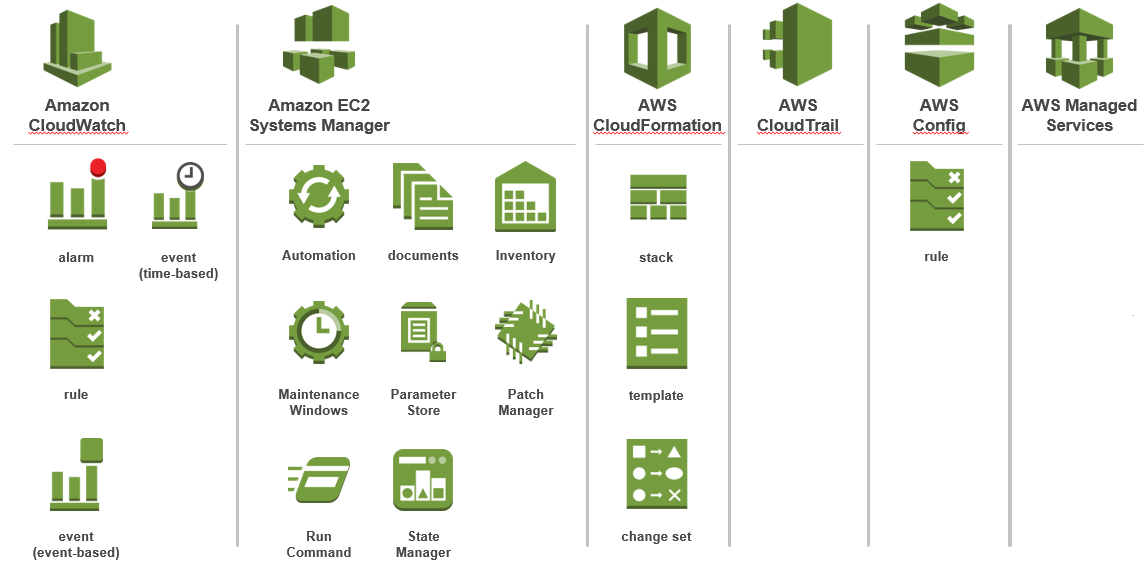 Amazon
CloudWatch
Amazon EC2
Systems Manager
AWS
CloudFormation
AWS
CloudTrail
AWS
Config
AWS Managed
Services
alarm
event
(time-based)
rule
event
(event-based)
Automation
documents
Inventory
Maintenance
Windows
Parameter
Store
Patch
Manager
Run
Command
State
Manager
stack
template
change set
rule